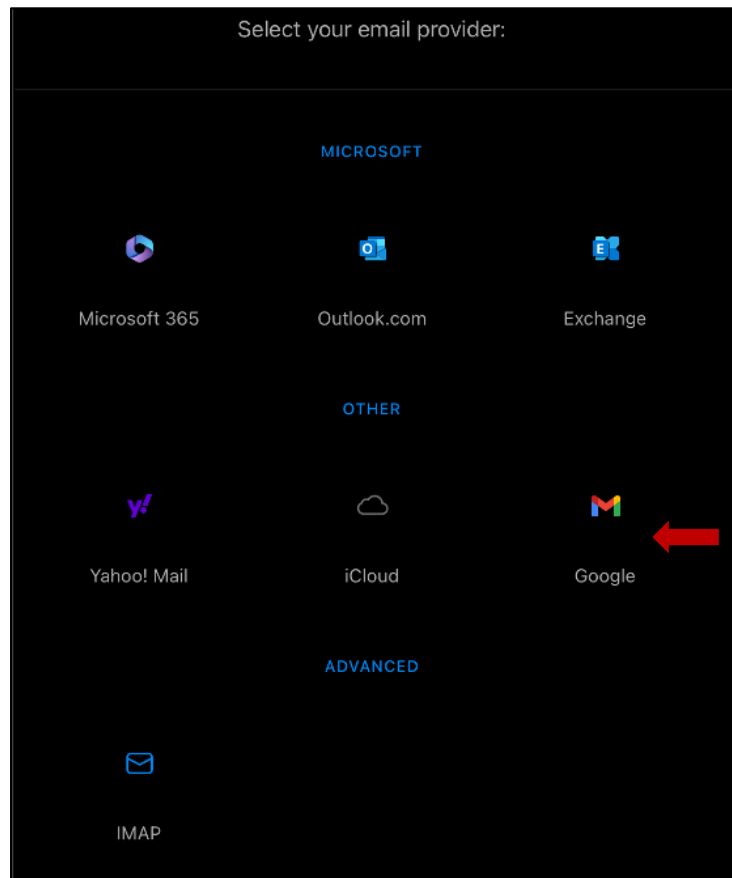 Select your email provider:
MICROSOFT
Microsoft 365
Outlook.com
Exchange
OTHER
Yahoo! Mail
iCloud
Google
ADVANCED
IMAP